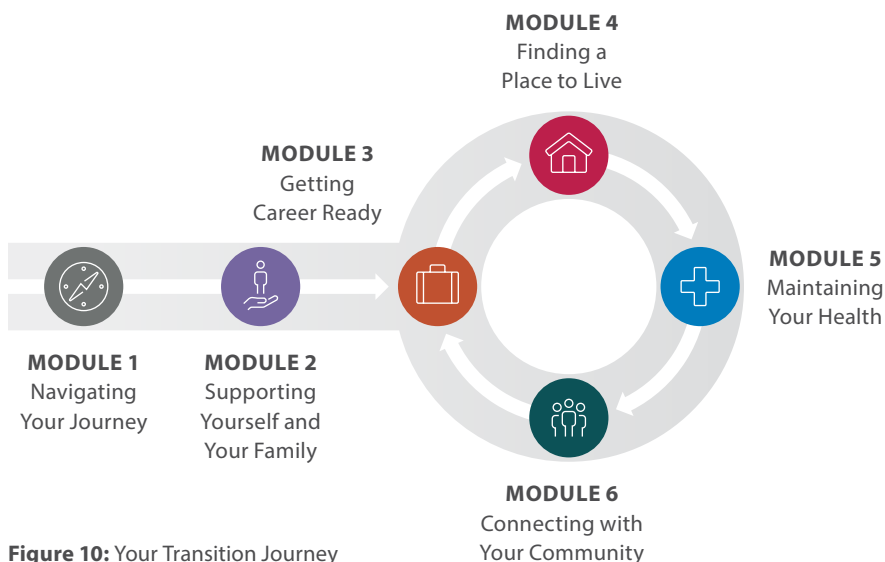 MODULE 4
Finding a
Place to Live
MODULE 3
Getting
Career Ready
MODULE 5
Maintaining
Your Health
MODULE 1
Navigating
Your Journey
MODULE 2
Supporting
Yourself and
Your Family
MODULE 6
Connecting with
Your Community
Figure 10: Your Transition Journey